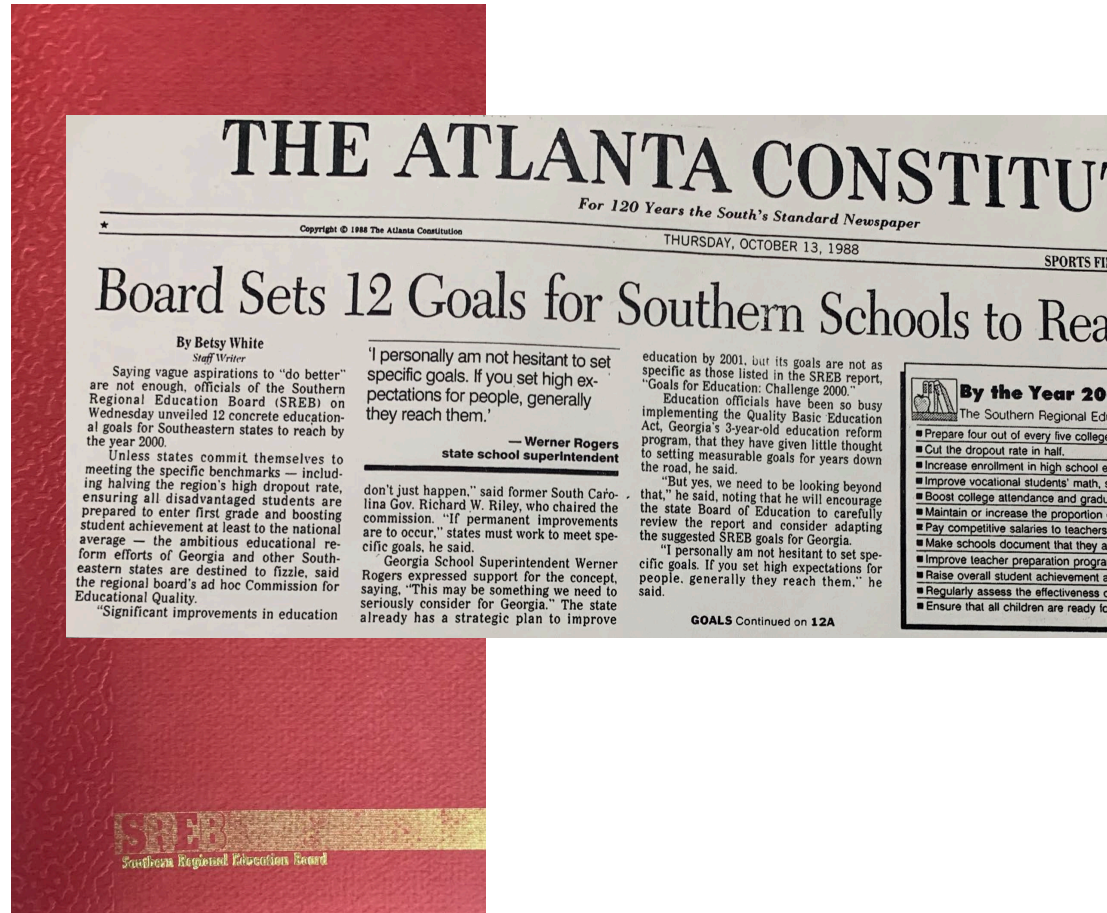 THE ATLANTA CONSTITU
For 120 Years the South's Standard Newspaper
★
Copyright © 1988 The Atlanta Constitution
THURSDAY, OCTOBER 13, 1988
SPORTS FI
Board Sets 12 Goals for Southern Schools to Rea
By Betsy White
Staff Writer
Saying vague aspirations to “do better”
are not enough, officials of the Southern
Regional Education Board (SREB) on
Wednesday unveiled 12 concrete education-
al goals for Southeastern states to reach by
the year 2000.
Unless states commit themselves to
meeting the specific benchmarks — includ-
ing halving the region's high dropout rate,
ensuring all disadvantaged students are
prepared to enter first grade and boosting
student achievement at least to the national
average — the ambitious educational re-
form efforts of Georgia and other South-
eastern states are destined to fizzle, said
the regional board's ad hoc Commission for
Educational Quality.
“Significant improvements in education
'I personally am not hesitant to set
specific goals. If you set high ex-
pectations for people, generally
they reach them.'
— Werner Rogers
state school superintendent
don't just happen,” said former South Caro-
lina Gov. Richard W. Riley, who chaired the
commission. “If permanent improvements
are to occur,” states must work to meet spe-
cific goals, he said.
Georgia School Superintendent Werner
Rogers expressed support for the concept,
saying, “This may be something we need to
seriously consider for Georgia.” The state
already has a strategic plan to improve
education by 2001, but its goals are not as
specific as those listed in the SREB report,
“Goals for Education: Challenge 2000.”
Education officials have been so busy
implementing the Quality Basic Education
Act, Georgia's 3-year-old education reform
program, that they have given little thought
to setting measurable goals for years down
the road, he said.
“But yes, we need to be looking beyond
that,” he said, noting that he will encourage
the state Board of Education to carefully
review the report and consider adapting
the suggested SREB goals for Georgia.
“I personally am not hesitant to set spe-
cific goals. If you set high expectations for
people, generally they reach them.” he
said.
GOALS Continued on 12A
By the Year 20
The Southern Regional Ed
■ Prepare four out of every five college
■ Cut the dropout rate in half.
■ Increase enrollment in high school e
■ Improve vocational students' math, s
■ Boost college attendance and gradu
■ Maintain or increase the proportion
■ Pay competitive salaries to teachers
■ Make schools document that they a
■ Improve teacher preparation progra
■ Raise overall student achievement a
■ Regularly assess the effectiveness o
■ Ensure that all children are ready fo
SREB
Southern Regional Education Board